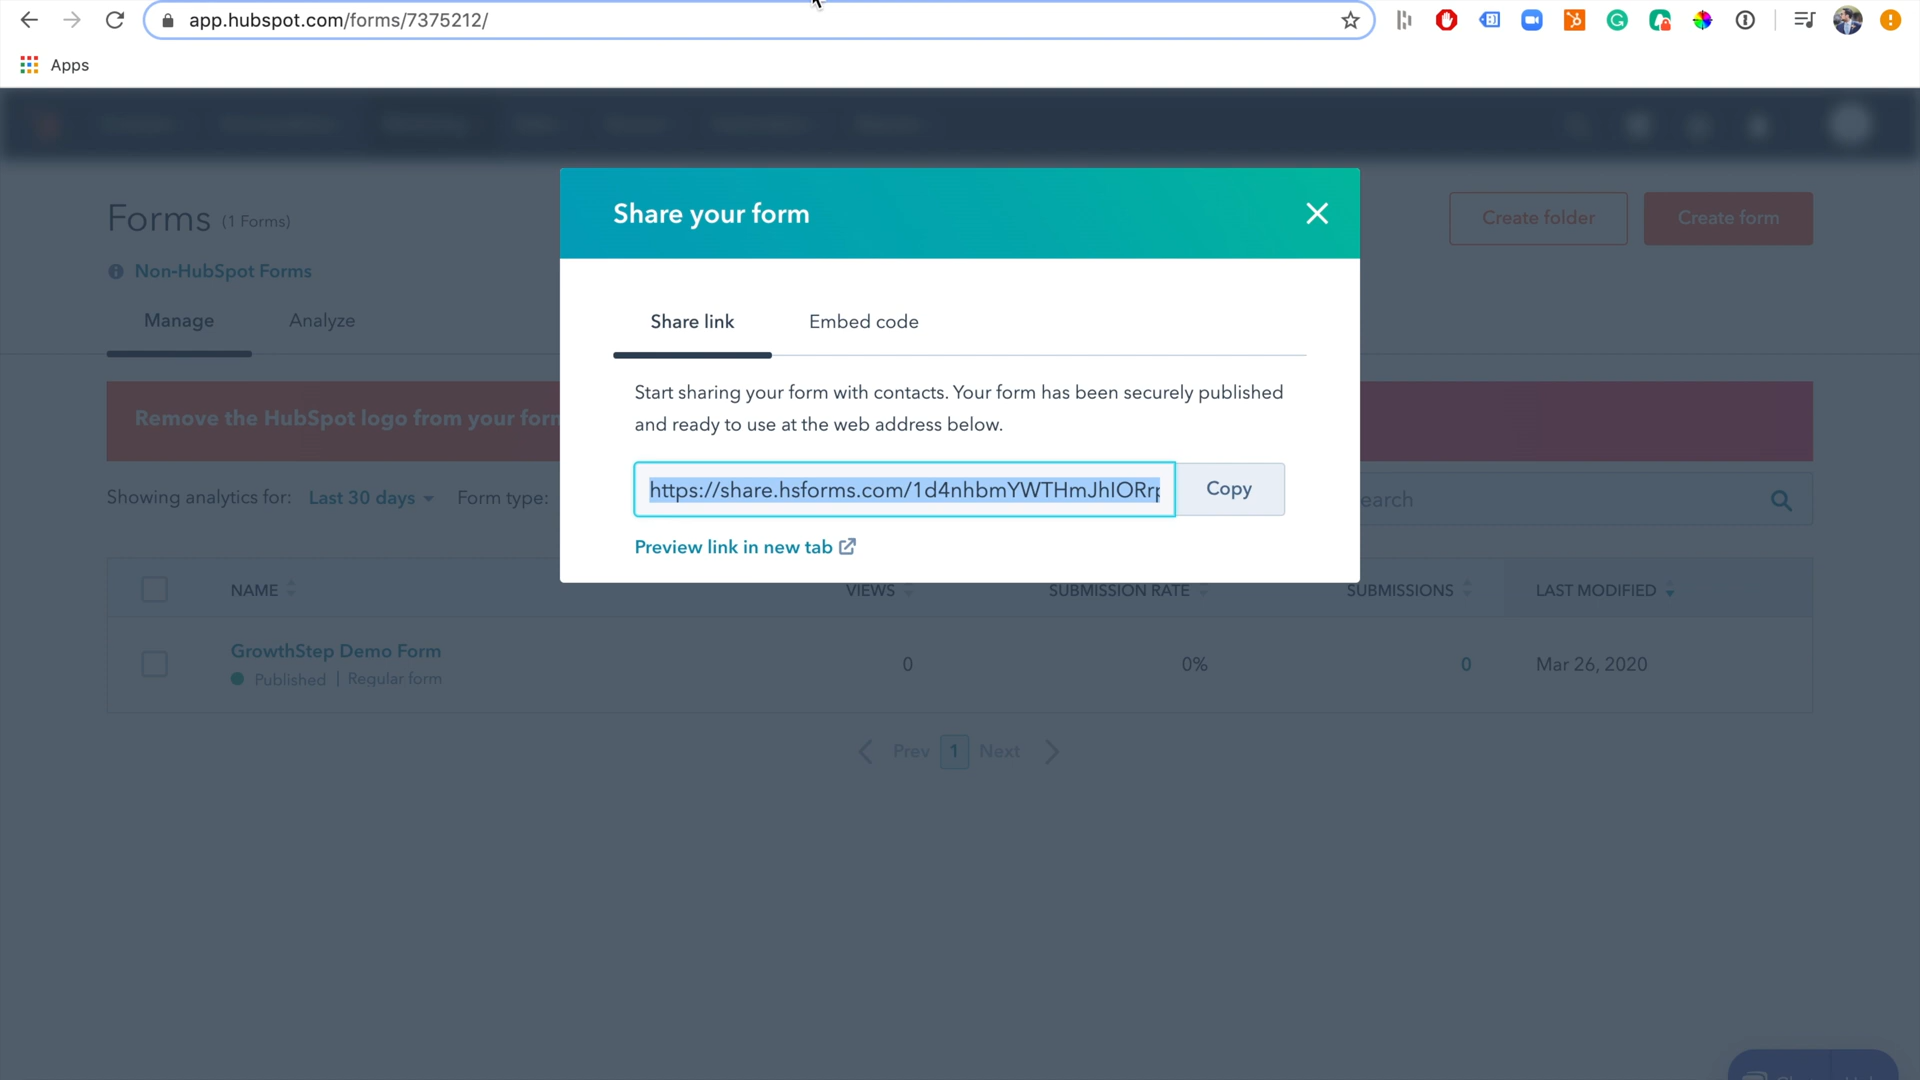 app.hubspot.com/forms/7375212/
Apps
Share your form
Forms (1 Forms)
Create folder
Create form
Non-HubSpot Forms
Manage
Analyze
Share link
Embed code
Start sharing your form with contacts. Your form has been securely published
and ready to use at the web address below.
Remove the HubSpot logo from your
https://share.hsforms.com/1d4nhbmYWTHmJhIORr
Copy
Showing analytics for: Last 30 days
Form type:
Preview link in new tab
NAME
VIEWS
SUBMISSION RATE
SUBMISSIONS
LAST MODIFIED
GrowthStep Demo Form
Published | Regular form
0
0%
0
Mar 26, 2020
Prev 1 Next